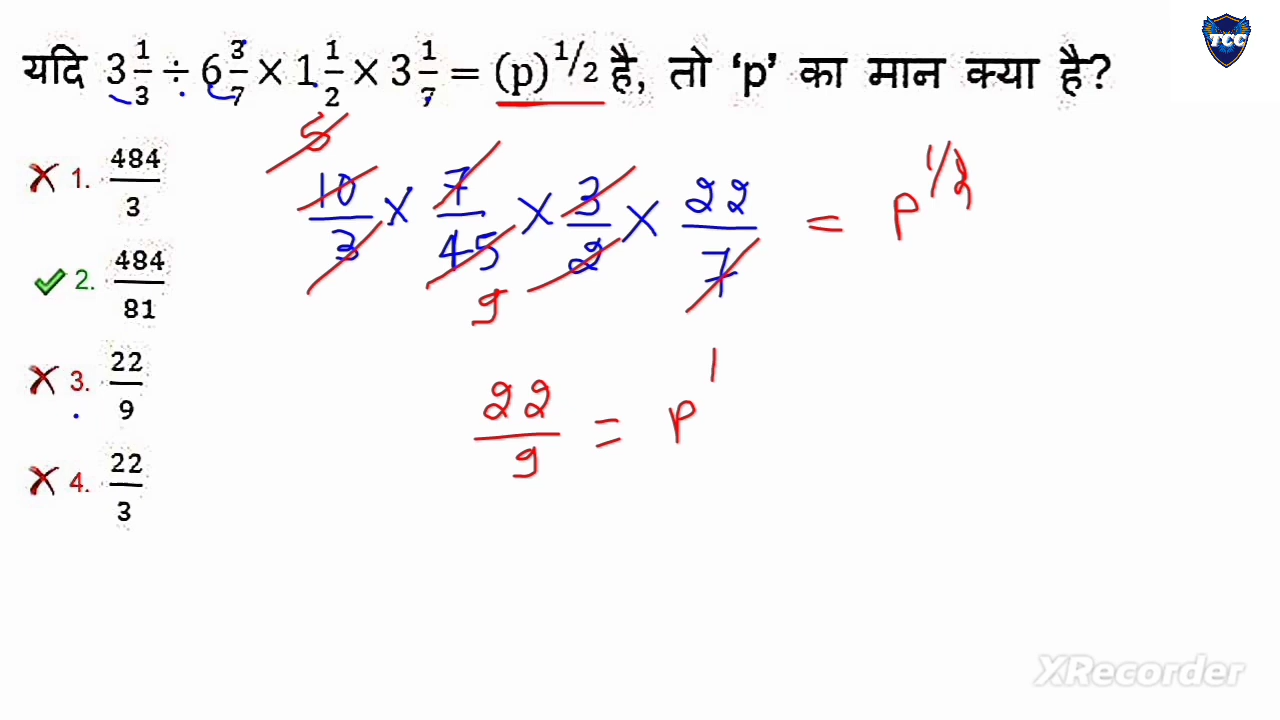 TCC
यदि 3 1/3 ÷ 6 3/7 × 1 1/2 × 3 1/7 = (p)^1/2 है, तो ‘p’ का मान क्या है?
1. 484/3
2. 484/81
3. 22/9
4. 22/3
5
10/3 × 7/45 × 3/2 × 22/7 = P^1/2
9
22/9 = P^1
XRecorder